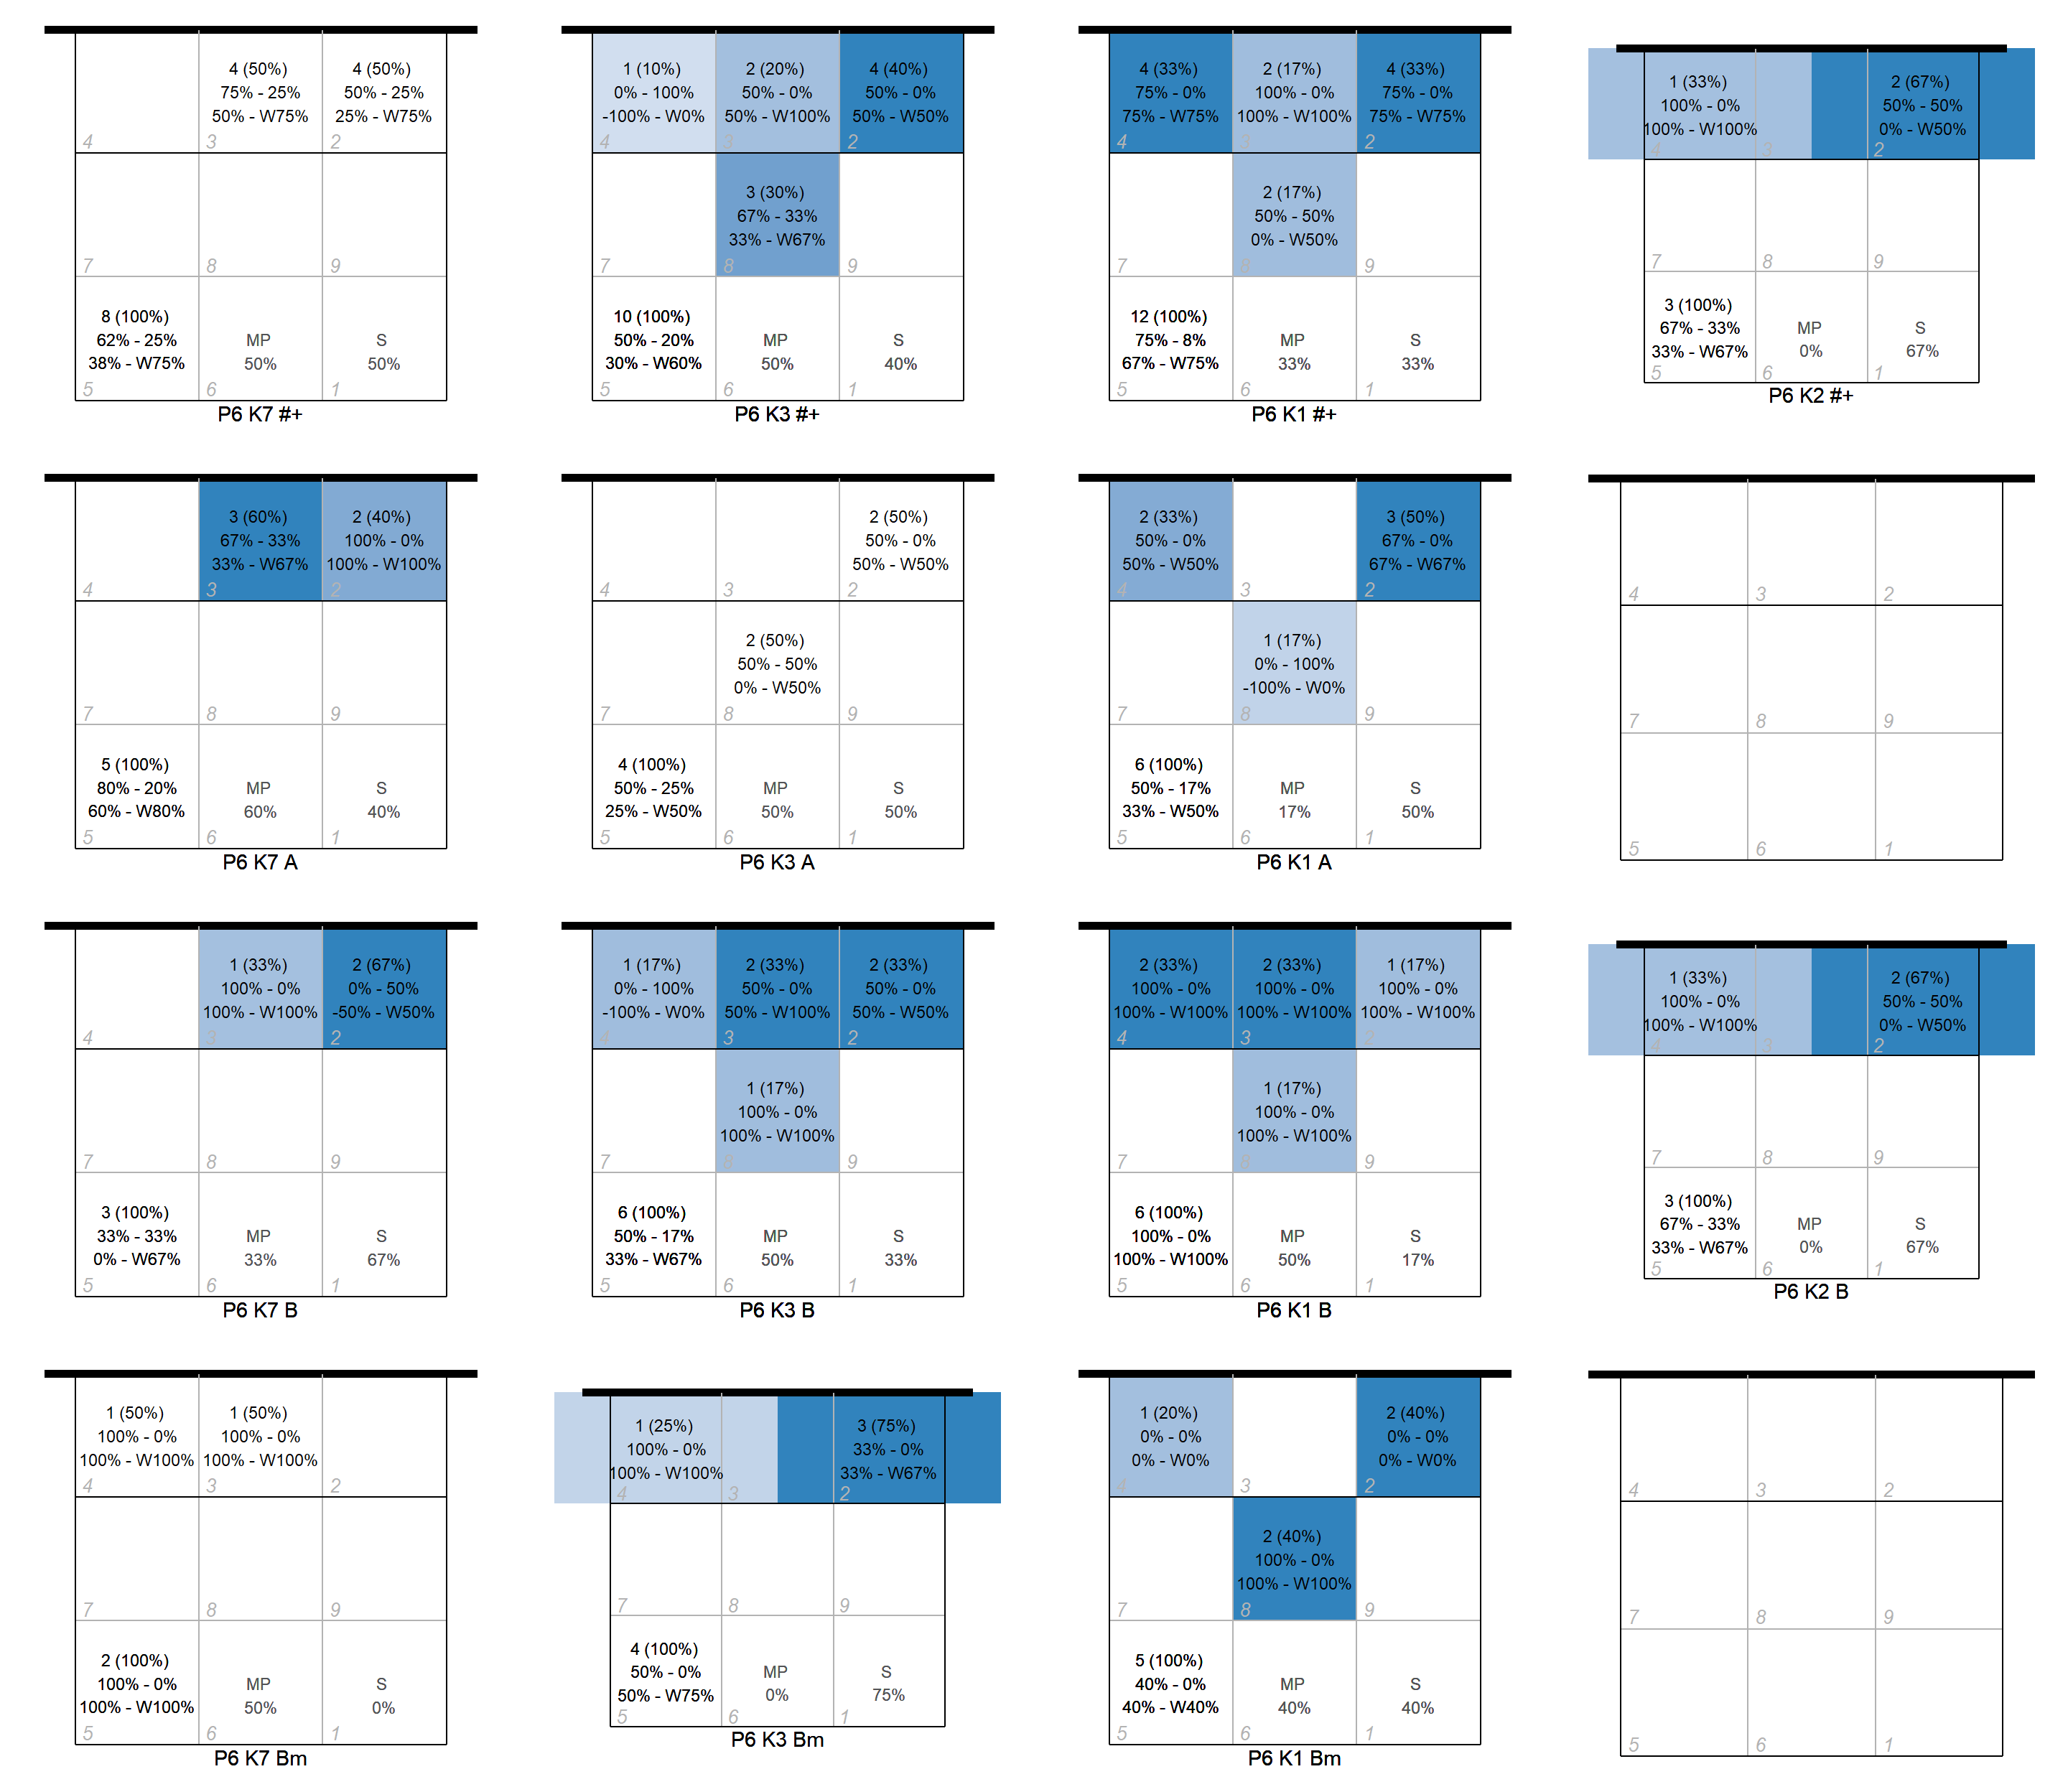 4 (50%)
75% - 25%
50% - W75%
4 (50%)
50% - 25%
25% - W75%
4
3
2
7
8
9
8 (100%)
62% - 25%
38% - W75%
MP
50%
S
50%
5
6
1
P6 K7 #+
1 (10%)
0% - 100%
-100% - W0%
2 (20%)
50% - 0%
50% - W100%
4 (40%)
50% - 0%
50% - W50%
4
3
2
3 (30%)
67% - 33%
33% - W67%
7
8
9
10 (100%)
50% - 20%
30% - W60%
MP
50%
S
40%
5
6
1
P6 K3 #+
4 (33%)
75% - 0%
75% - W75%
2 (17%)
100% - 0%
100% - W100%
4 (33%)
75% - 0%
75% - W75%
4
3
2
2 (17%)
50% - 50%
0% - W50%
7
8
9
12 (100%)
75% - 8%
67% - W75%
MP
33%
S
33%
5
6
1
P6 K1 #+
1 (33%)
100% - 0%
100% - W100%
2 (67%)
50% - 50%
0% - W50%
4
3
2
7
8
9
3 (100%)
67% - 33%
33% - W67%
MP
0%
S
67%
5
6
1
P6 K2 #+
3 (60%)
67% - 33%
33% - W67%
2 (40%)
100% - 0%
100% - W100%
4
3
2
7
8
9
5 (100%)
80% - 20%
60% - W80%
MP
60%
S
40%
5
6
1
P6 K7 A
2 (50%)
50% - 0%
50% - W50%
4
3
2
2 (50%)
50% - 50%
0% - W50%
7
8
9
4 (100%)
50% - 25%
25% - W50%
MP
50%
S
50%
5
6
1
P6 K3 A
2 (33%)
50% - 0%
50% - W50%
3 (50%)
67% - 0%
67% - W67%
4
3
2
1 (17%)
0% - 100%
-100% - W0%
7
8
9
6 (100%)
50% - 17%
33% - W50%
MP
17%
S
50%
5
6
1
P6 K1 A
4
3
2
7
8
9
5
6
1
1 (33%)
100% - 0%
100% - W100%
2 (67%)
0% - 50%
-50% - W50%
4
3
2
7
8
9
3 (100%)
33% - 33%
0% - W67%
MP
33%
S
67%
5
6
1
P6 K7 B
1 (17%)
0% - 100%
-100% - W0%
2 (33%)
50% - 0%
50% - W100%
2 (33%)
50% - 0%
50% - W50%
4
3
2
1 (17%)
100% - 0%
100% - W100%
7
8
9
6 (100%)
50% - 17%
33% - W67%
MP
50%
S
33%
5
6
1
P6 K3 B
2 (33%)
100% - 0%
100% - W100%
2 (33%)
100% - 0%
100% - W100%
1 (17%)
100% - 0%
100% - W100%
4
3
2
1 (17%)
100% - 0%
100% - W100%
7
8
9
6 (100%)
100% - 0%
100% - W100%
MP
50%
S
17%
5
6
1
P6 K1 B
1 (33%)
100% - 0%
100% - W100%
2 (67%)
50% - 50%
0% - W50%
4
3
2
7
8
9
3 (100%)
67% - 33%
33% - W67%
MP
0%
S
67%
5
6
1
P6 K2 B
1 (50%)
100% - 0%
100% - W100%
1 (50%)
100% - 0%
100% - W100%
4
3
2
7
8
9
2 (100%)
100% - 0%
100% - W100%
MP
50%
S
0%
5
6
1
P6 K7 Bm
1 (25%)
100% - 0%
100% - W100%
3 (75%)
33% - 0%
33% - W67%
4
3
2
7
8
9
4 (100%)
50% - 0%
50% - W75%
MP
0%
S
75%
5
6
1
P6 K3 Bm
1 (20%)
0% - 0%
0% - W0%
2 (40%)
0% - 0%
0% - W0%
4
3
2
2 (40%)
100% - 0%
100% - W100%
7
8
9
5 (100%)
40% - 0%
40% - W40%
MP
40%
S
40%
5
6
1
P6 K1 Bm
4
3
2
7
8
9
5
6
1